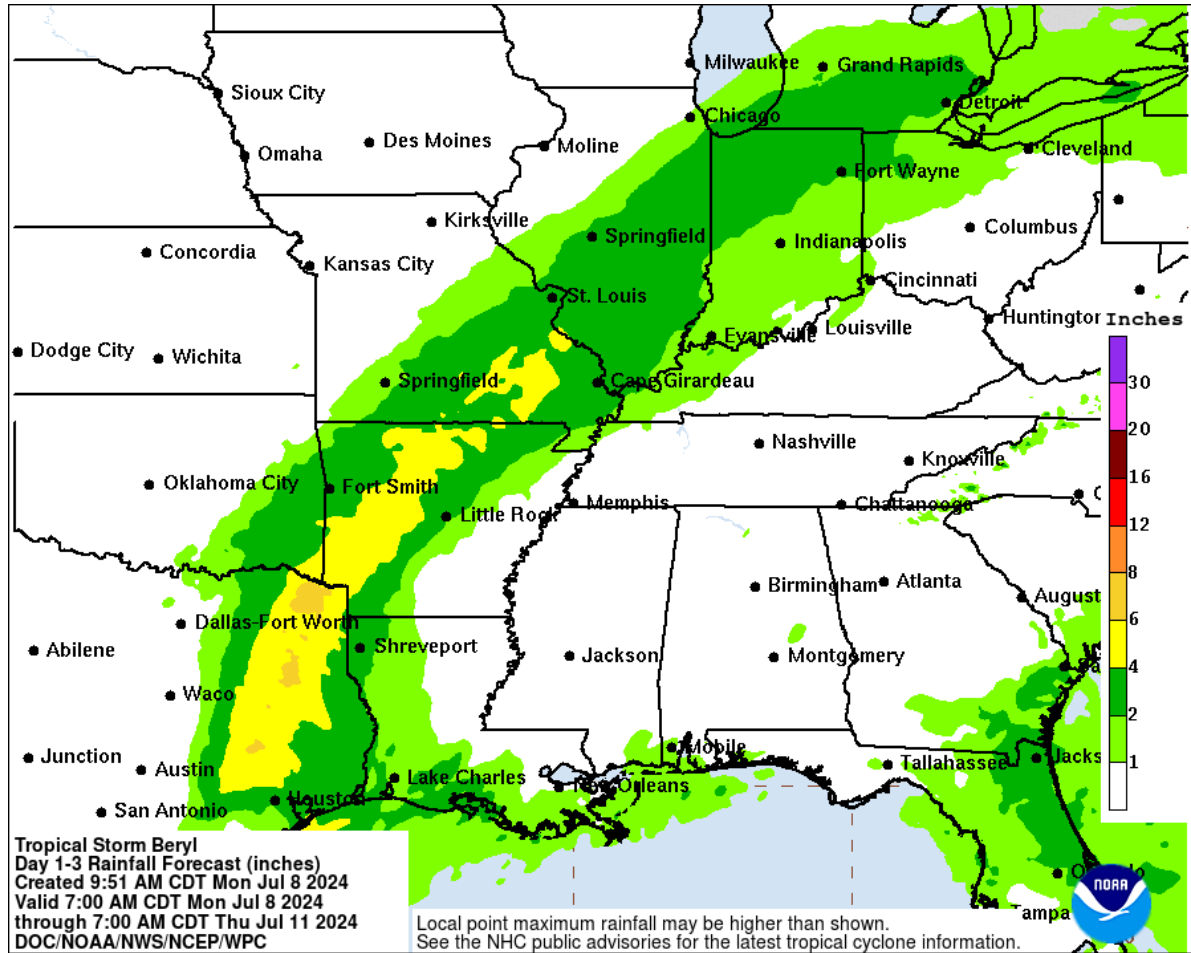 Milwaukee
Grand Rapids
Sioux City
Detroit
Chicago
Des Moines
Moline
Omaha
Cleveland
Fort Wayne
Kirksville
Springfield
Columbus
Indianapolis
Concordia
Kansas City
Cincinnati
St. Louis
Huntington
Inches
Evansville
Louisville
Dodge City
Wichita
Springfield
Cape Girardeau
30
20
Nashville
Knoxville
16
Oklahoma City
Fort Smith
Memphis
Chattanooga
Little Rock
12
8
Birmingham
Atlanta
August
Dallas-Fort Worth
6
Abilene
Shreveport
Jackson
Montgomery
4
Waco
2
Mobile
Junction
Austin
Lake Charles
Tallahassee
Jacks
1
New Orleans
Houston
San Antonio
Orlando
Tampa
NOAA
Tropical Storm Beryl
Day 1-3 Rainfall Forecast (inches)
Created 9:51 AM CDT Mon Jul 8 2024
Valid 7:00 AM CDT Mon Jul 8 2024
through 7:00 AM CDT Thu Jul 11 2024
DOC/NOAA/NWS/NCEP/WPC
Local point maximum rainfall may be higher than shown.
See the NHC public advisories for the latest tropical cyclone information.